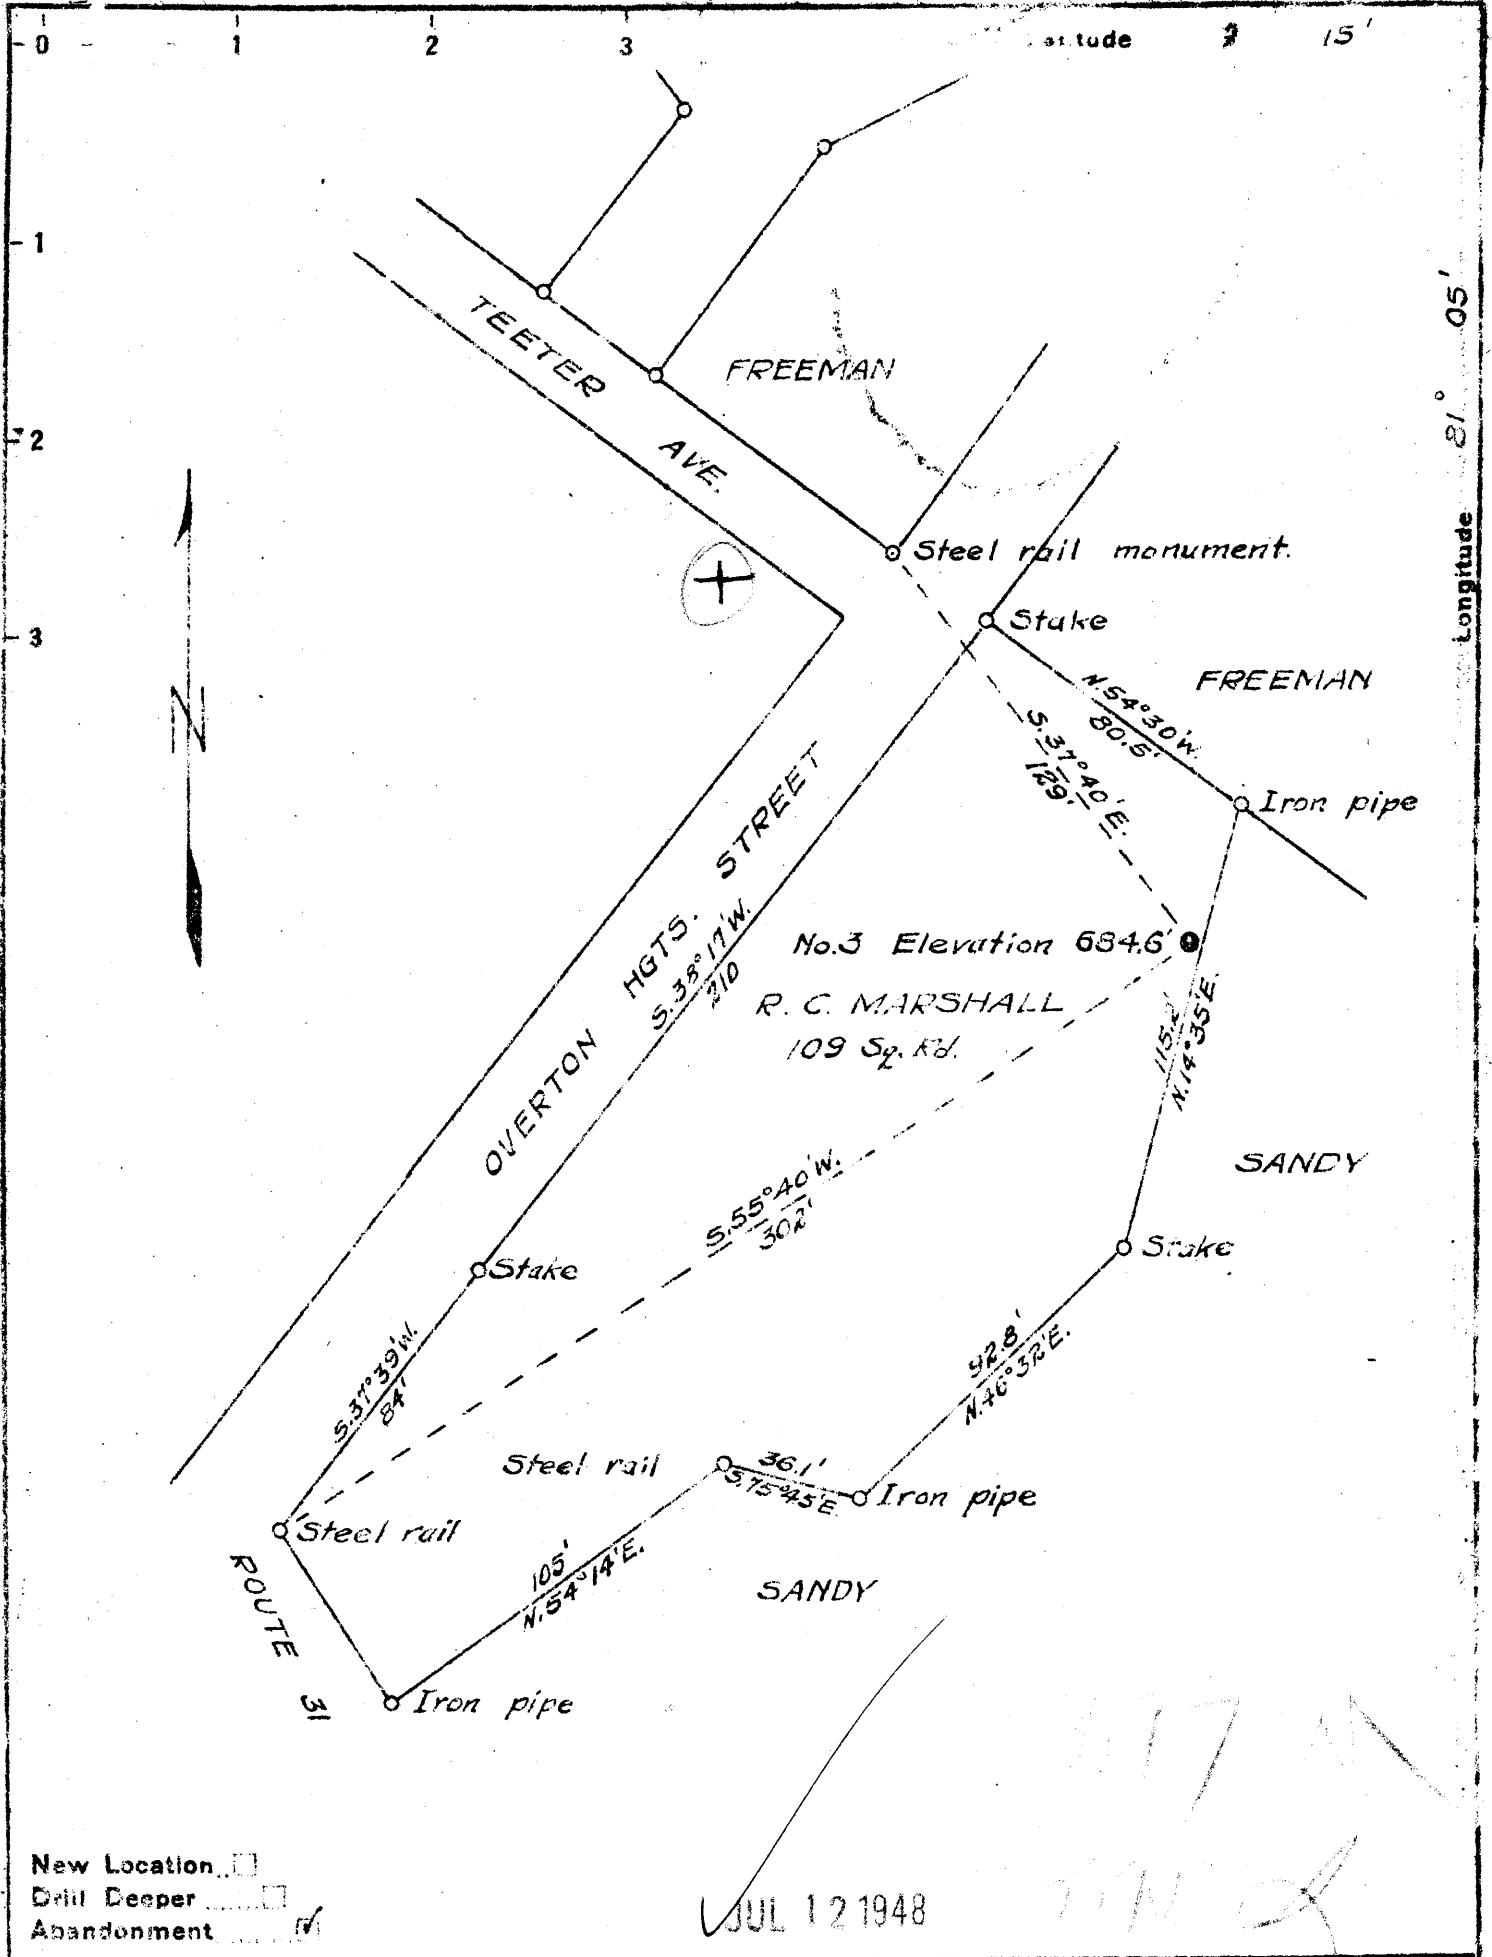 0 1 2 3
15'
1
2
3
Longitude 81° 05'
TEETER AVE.
FREEMAN
Steel rail monument.
Stake
FREEMAN
N.54°30'W.
80.5'
S.37°40'E.
129'
Iron pipe
N
OVERTON HGTS. STREET
S.38°17'W.
210
No.3 Elevation 684.6'
R. C. MARSHALL
109 Sq. Rd.
115.2'
N.14°35'E.
SANDY
S.55°40'W.
302'
Stake
Stake
S.37°39'W.
84'
92.8'
N.46°32'E.
Steel rail
36.1'
S.75°45'E.
Iron pipe
Steel rail
105'
N.54°14'E.
SANDY
ROUTE 31
Iron pipe
New Location
Drill Deeper
Abandonment
JUL 12 1948